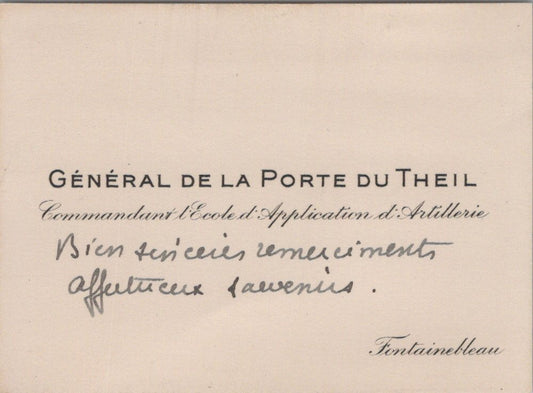 GÉNÉRAL DE LA PORTE DU THEIL
Commandant l'Ecole d'Application d'Artillerie
Bien sincères remerciements
affectueux souvenirs.
Fontainebleau